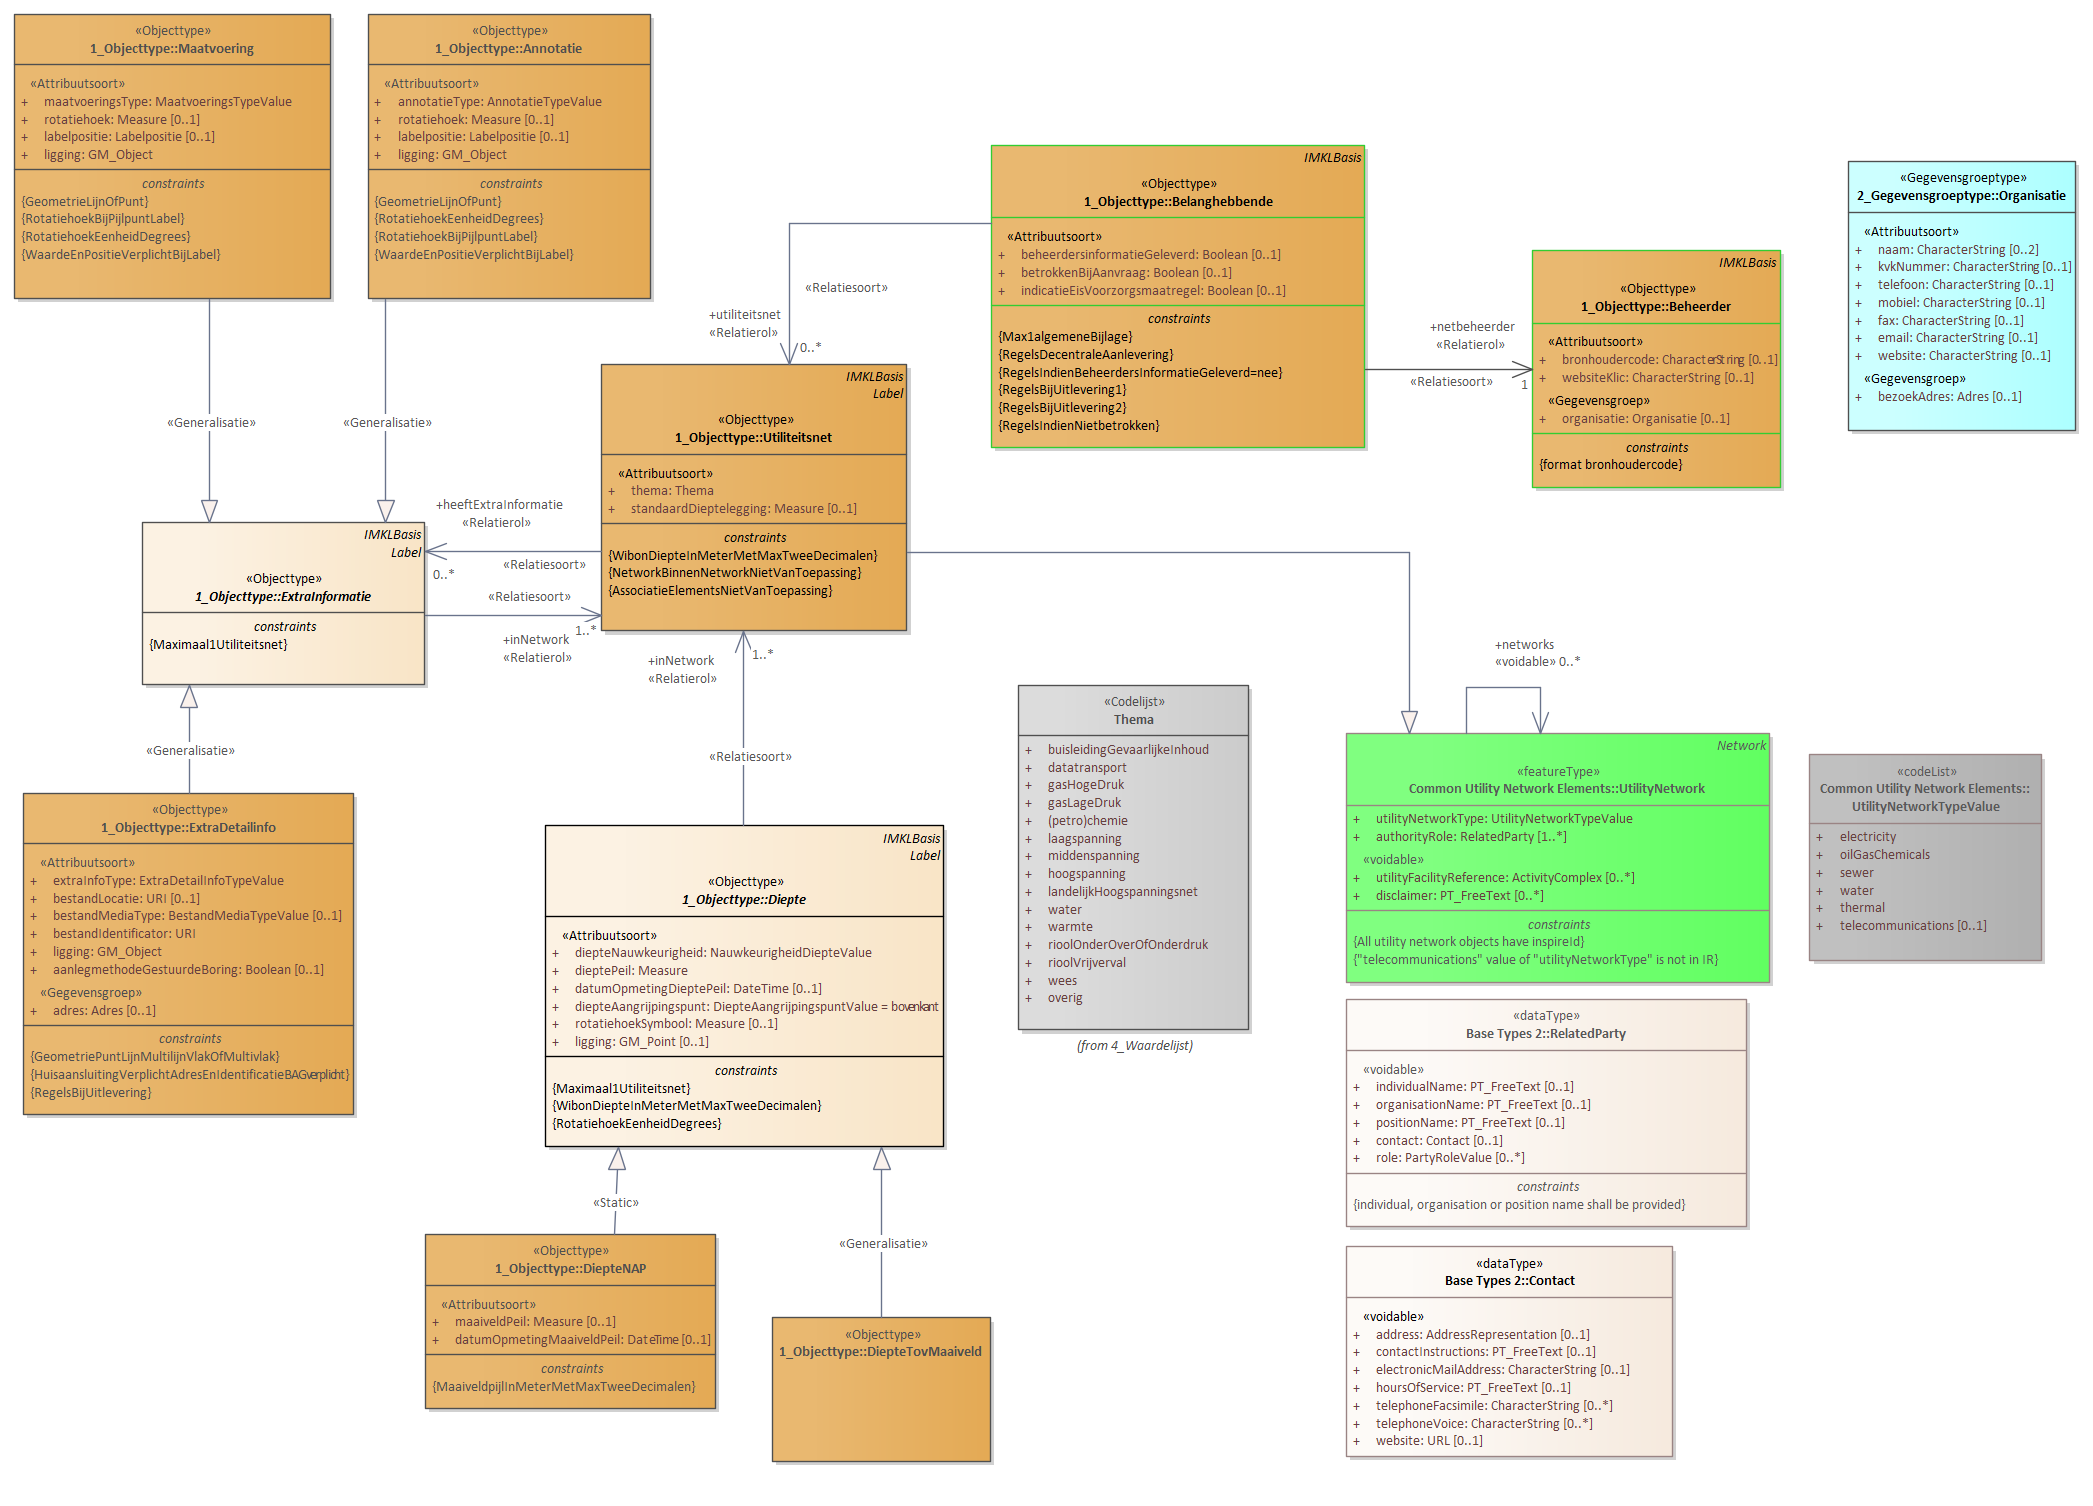 «Objecttype»
1_Objecttype::Maatvoering
«Attribuutsoort»
+ maatvoeringsType: MaatvoeringsTypeValue
+ rotatiehoek: Measure [0..1]
+ labelpositie: Labelpositie [0..1]
+ ligging: GM_Object
constraints
{GeometrieLijnOfPunt}
{RotatiehoekBijPijlpuntLabel}
{RotatiehoekEenheidDegrees}
{WaardeEnPositieVerplichtBijLabel}
«Objecttype»
1_Objecttype::Annotatie
«Attribuutsoort»
+ annotatieType: AnnotatieTypeValue
+ rotatiehoek: Measure [0..1]
+ labelpositie: Labelpositie [0..1]
+ ligging: GM_Object
constraints
{GeometrieLijnOfPunt}
{RotatiehoekEenheidDegrees}
{RotatiehoekBijPijlpuntLabel}
{WaardeEnPositieVerplichtBijLabel}
IMKLBasis
«Objecttype»
1_Objecttype::Belanghebbende
«Attribuutsoort»
+ beheerdersinformatieGeleverd: Boolean [0..1]
+ betrokkenBijAanvraag: Boolean [0..1]
+ indicatieEisVoorzorgsmaatregel: Boolean [0..1]
constraints
{Max1algemeneBijlage}
{RegelsDecentraleAanlevering}
{RegelsIndienBeheerdersInformatieGeleverd=nee}
{RegelsBijUitlevering1}
{RegelsBijUitlevering2}
{RegelsIndienNietbetrokken}
IMKLBasis
«Objecttype»
1_Objecttype::Beheerder
«Attribuutsoort»
+ bronhoudercode: CharacterString [0..1]
+ websiteKlic: CharacterString [0..1]
«Gegevensgroep»
+ organisatie: Organisatie [0..1]
constraints
{format bronhoudercode}
«Gegevensgroeptype»
2_Gegevensgroeptype::Organisatie
«Attribuutsoort»
+ naam: CharacterString [0..2]
+ kvkNummer: CharacterString [0..1]
+ telefoon: CharacterString [0..1]
+ mobiel: CharacterString [0..1]
+ fax: CharacterString [0..1]
+ email: CharacterString [0..1]
+ website: CharacterString [0..1]
«Gegevensgroep»
+ bezoekAdres: Adres [0..1]
«Relatiesoort»
+utiliteitsnet
«Relatierol»
0..*
+netbeheerder
«Relatierol»
«Relatiesoort»
1
«Generalisatie»
«Generalisatie»
IMKLBasis
Label
«Objecttype»
1_Objecttype::Utiliteitsnet
«Attribuutsoort»
+ thema: Thema
+ standaardDieptelegging: Measure [0..1]
constraints
{WibonDiepteInMeterMetMaxTweeDecimalen}
{NetworkBinnenNetworkNietVanToepassing}
{AssociatieElementsNietVanToepassing}
+heeftExtraInformatie
«Relatierol»
«Relatiesoort»
0..*
«Relatiesoort»
1..*
+inNetwork
«Relatierol»
IMKLBasis
Label
«Objecttype»
1_Objecttype::ExtraInformatie
constraints
{Maximaal1Utiliteitsnet}
+inNetwork
«Relatierol»
1..*
«Relatiesoort»
«Generalisatie»
«Objecttype»
1_Objecttype::ExtraDetailinfo
«Attribuutsoort»
+ extraInfoType: ExtraDetailInfoTypeValue
+ bestandLocatie: URI [0..1]
+ bestandMediaType: BestandMediaTypeValue [0..1]
+ bestandIdentificator: URI
+ ligging: GM_Object
+ aanlegmethodeGestuurdeBoring: Boolean [0..1]
«Gegevensgroep»
+ adres: Adres [0..1]
constraints
{GeometriePuntLijnMultilijnVlakOfMultivlak}
{HuisaansluitingVerplichtAdresEnIdentificatieBAGverplicht}
{RegelsBijUitlevering}
IMKLBasis
Label
«Objecttype»
1_Objecttype::Diepte
«Attribuutsoort»
+ diepteNauwkeurigheid: NauwkeurigheidDiepteValue
+ dieptePeil: Measure
+ datumOpmetingDieptePeil: DateTime [0..1]
+ diepteAangrijpingspunt: DiepteAangrijpingspuntValue = bovenkant
+ rotatiehoekSymbool: Measure [0..1]
+ ligging: GM_Point [0..1]
constraints
{Maximaal1Utiliteitsnet}
{WibonDiepteInMeterMetMaxTweeDecimalen}
{RotatiehoekEenheidDegrees}
«Static»
«Generalisatie»
«Objecttype»
1_Objecttype::DiepteNAP
«Attribuutsoort»
+ maaiveldPeil: Measure [0..1]
+ datumOpmetingMaaiveldPeil: DateTime [0..1]
constraints
{MaaiveldpijlInMeterMetMaxTweeDecimalen}
«Objecttype»
1_Objecttype::DiepteTovMaaiveld
«Codelijst»
Thema
+ buisleidingGevaarlijkeInhoud
+ datatransport
+ gasHogeDruk
+ gasLageDruk
+ (petro)chemie
+ laagspanning
+ middenspanning
+ hoogspanning
+ landelijkHoogspanningsnet
+ water
+ warmte
+ rioolOnderOverOfOnderdruk
+ rioolVrijverval
+ wees
+ overig
(from 4_Waardelijst)
+networks
«voidable» 0..*
Network
«featureType»
Common Utility Network Elements::UtilityNetwork
+ utilityNetworkType: UtilityNetworkTypeValue
+ authorityRole: RelatedParty [1..*]
«voidable»
+ utilityFacilityReference: ActivityComplex [0..*]
+ disclaimer: PT_FreeText [0..*]
constraints
{All utility network objects have inspireId}
{"telecommunications" value of "utilityNetworkType" is not in IR}
«codeList»
Common Utility Network Elements::
UtilityNetworkTypeValue
+ electricity
+ oilGasChemicals
+ sewer
+ water
+ thermal
+ telecommunications [0..1]
«dataType»
Base Types 2::RelatedParty
«voidable»
+ individualName: PT_FreeText [0..1]
+ organisationName: PT_FreeText [0..1]
+ positionName: PT_FreeText [0..1]
+ contact: Contact [0..1]
+ role: PartyRoleValue [0..*]
constraints
{individual, organisation or position name shall be provided}
«dataType»
Base Types 2::Contact
«voidable»
+ address: AddressRepresentation [0..1]
+ contactInstructions: PT_FreeText [0..1]
+ electronicMailAddress: CharacterString [0..1]
+ hoursOfService: PT_FreeText [0..1]
+ telephoneFacsimile: CharacterString [0..*]
+ telephoneVoice: CharacterString [0..*]
+ website: URL [0..1]